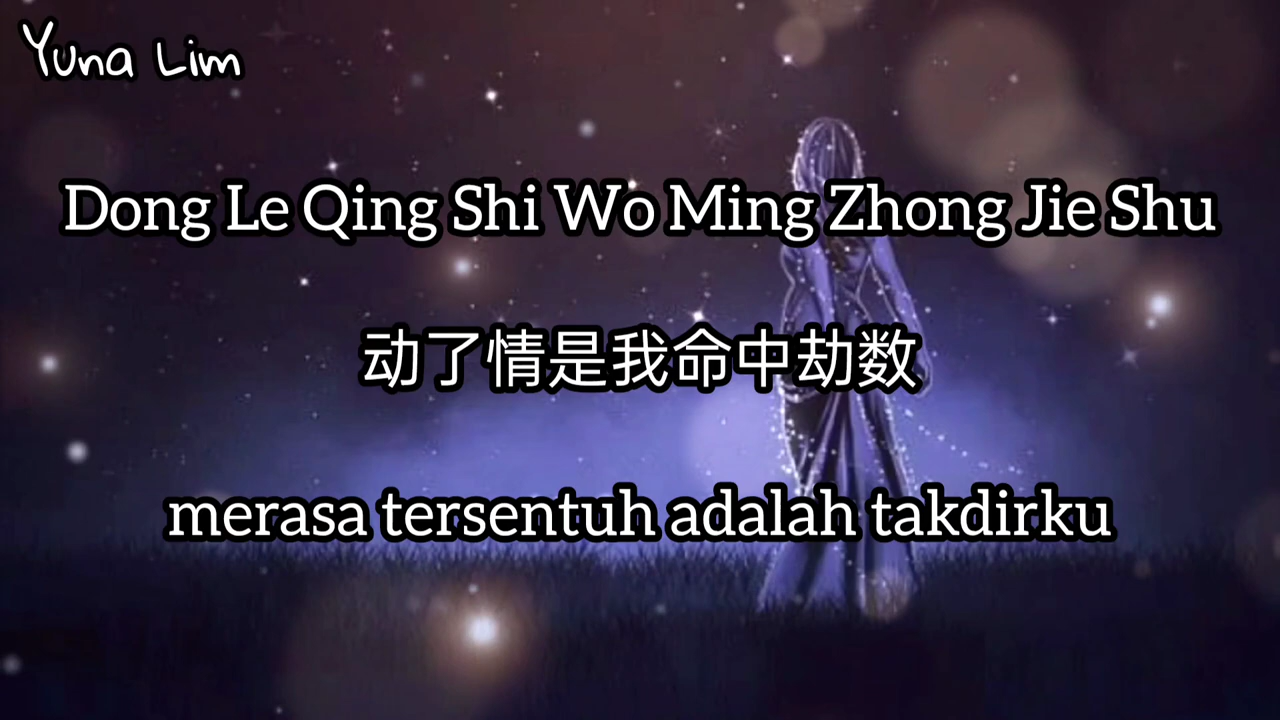 Yuna Lim
Dong Le Qing Shi Wo Ming Zhong Jie Shu
动了情是我命中劫数
merasa tersentuh adalah takdirku